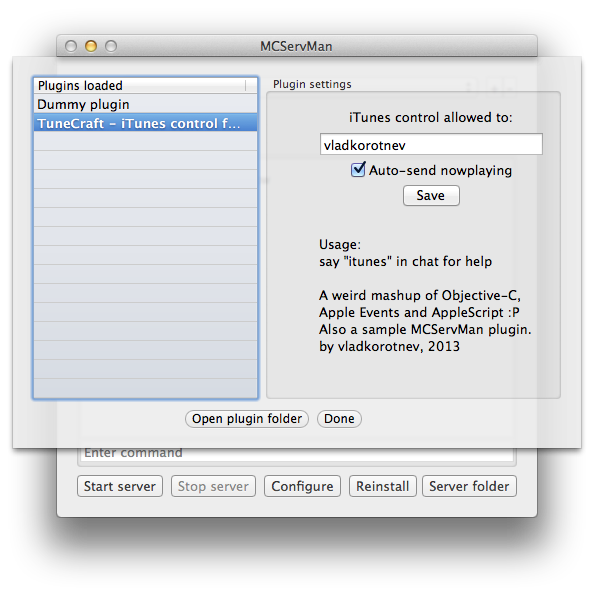 MCServMan
Plugins loaded
Dummy plugin
TuneCraft – iTunes control f...
Plugin settings
iTunes control allowed to:
vladkorotnev
Auto-send nowplaying
Save
Usage:
say "itunes" in chat for help
A weird mashup of Objective-C,
Apple Events and AppleScript :P
Also a sample MCServMan plugin.
by vladkorotnev, 2013
Open plugin folder
Done
Enter command
Start server
Stop server
Configure
Reinstall
Server folder